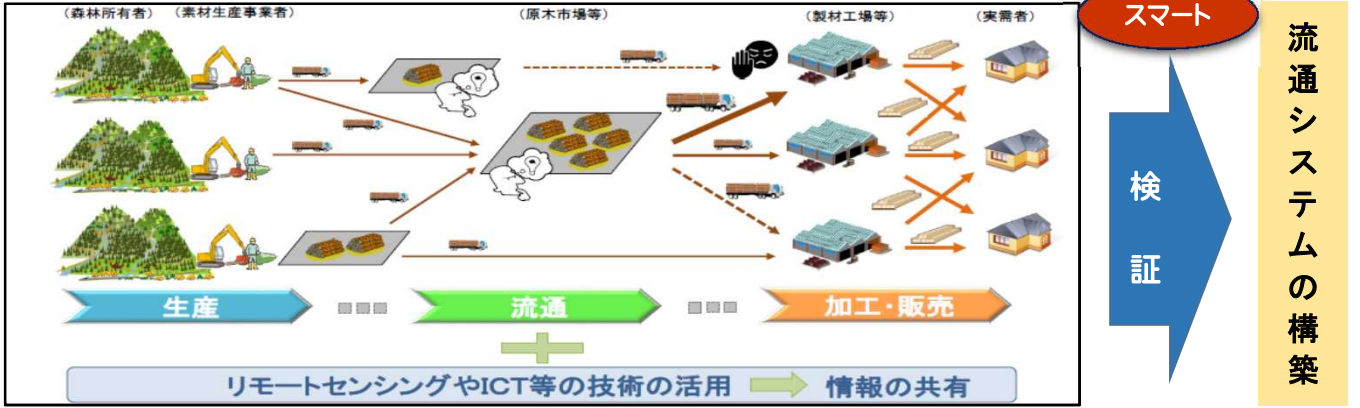 （森林所有者）
（素材生産事業者）
（原木市場等）
（製材工場等）
（実需者）
生産
流通
加工・販売
リモートセンシングやICT等の技術の活用
情報の共有
検証
スマート
流通システムの構築